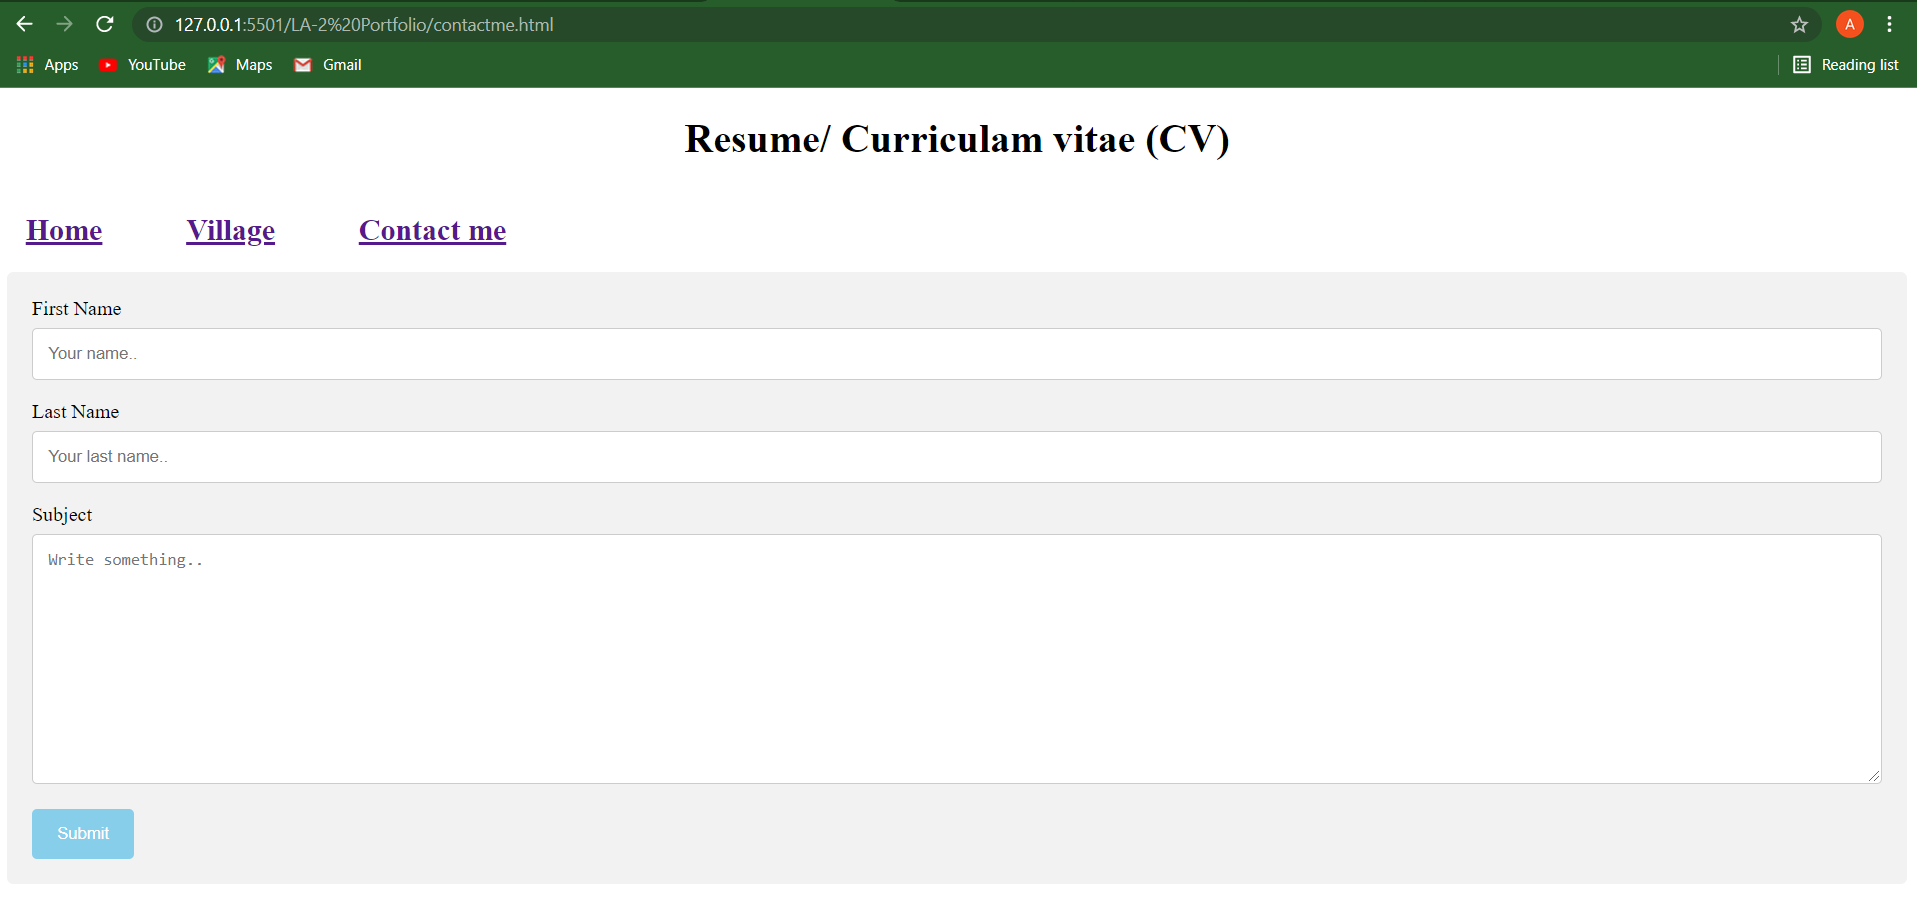 127.0.0.1:5501/LA-2%20Portfolio/contactme.html A
Apps YouTube Maps Gmail Reading list
Resume/ Curriculam vitae (CV)
Home Village Contact me
First Name
Your name..
Last Name
Your last name..
Subject
Write something..
Submit